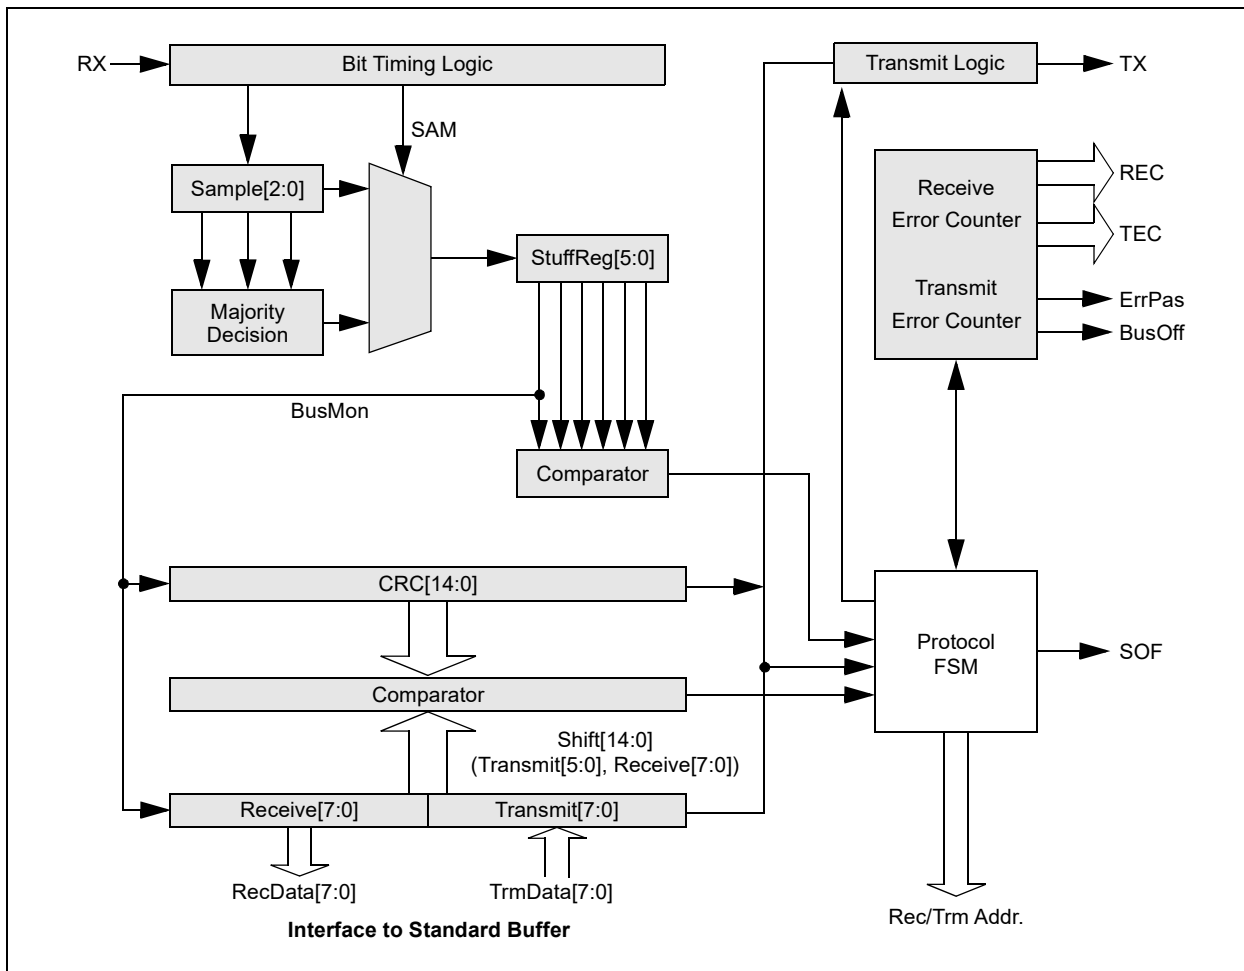 RX
Bit Timing Logic
Transmit Logic
TX
SAM
Sample[2:0]
Receive
Error Counter
REC
TEC
StuffReg[5:0]
Majority
Decision
Transmit
Error Counter
ErrPas
BusOff
BusMon
Comparator
CRC[14:0]
Protocol
FSM
SOF
Comparator
Shift[14:0]
(Transmit[5:0], Receive[7:0])
Receive[7:0]
Transmit[7:0]
RecData[7:0]
TrmData[7:0]
Rec/Trm Addr.
Interface to Standard Buffer